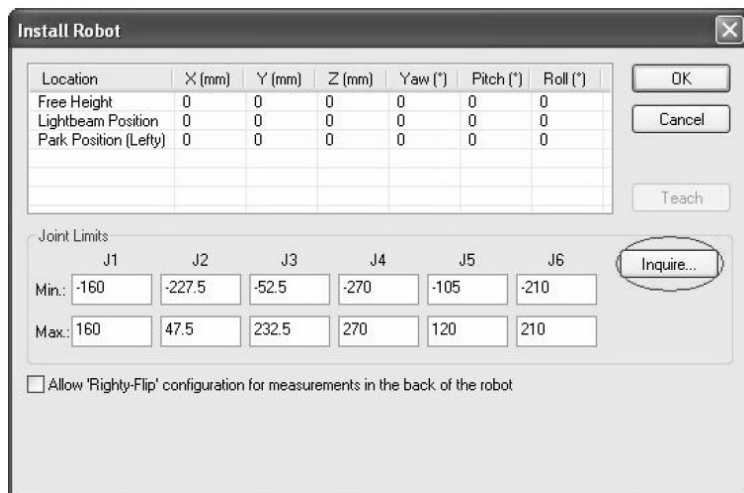 Install Robot
Location X (mm) Y (mm) Z (mm) Yaw (°) Pitch (°) Roll (°)
Free Height 0 0 0 0 0 0
Lightbeam Position 0 0 0 0 0 0
Park Position (Lefty) 0 0 0 0 0 0
OK
Cancel
Teach
Joint Limits
J1 J2 J3 J4 J5 J6
Min.: -160 -227.5 -52.5 -270 -105 -210
Max.: 160 47.5 232.5 270 120 210
Inquire...
Allow 'Righty-Flip' configuration for measurements in the back of the robot